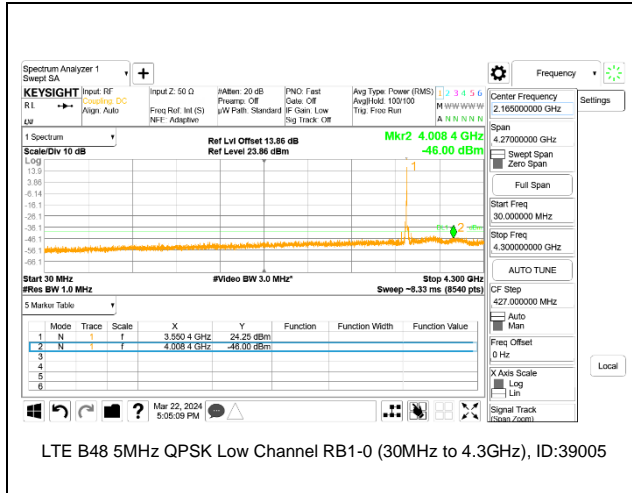 Spectrum Analyzer 1
Swept SA
+
Frequency
KEYSIGHT
Input: RF
Coupling: DC
Align: Auto
Input Z: 50 Ω
Freq Ref: Int (S)
NFE: Adaptive
#Atten: 20 dB
Preamp: Off
µW Path: Standard
PNO: Fast
Gate: Off
IF Gain: Low
Sig Track: Off
Avg Type: Power (RMS)
Avg|Hold: 100/100
Trig: Free Run
1 2 3 4 5 6
M W W W W W
A N N N N N
RL
Center Frequency
2.165000000 GHz
Settings
Span
4.27000000 GHz
Swept Span
Zero Span
Full Span
Start Freq
30.000000 MHz
Stop Freq
4.300000000 GHz
AUTO TUNE
CF Step
427.000000 MHz
Auto
Man
Freq Offset
0 Hz
X Axis Scale
Log
Lin
Signal Track
(Span Zoom)
Local
1 Spectrum
Scale/Div 10 dB
Ref Lvl Offset 13.86 dB
Ref Level 23.86 dBm
Mkr2 4.008 4 GHz
-46.00 dBm
Log
13.9
3.86
-6.14
-16.1
-26.1
-36.1
-46.1
-56.1
-66.1
1
2
Start 30 MHz
#Res BW 1.0 MHz
#Video BW 3.0 MHz*
Stop 4.300 GHz
Sweep ~8.33 ms (8540 pts)
5 Marker Table
Mode Trace Scale X Y Function Function Width Function Value
1 N 1 f 3.550 4 GHz 24.25 dBm
2 N 1 f 4.008 4 GHz -46.00 dBm
3
4
5
6
?
Mar 22, 2024
5:05:09 PM
LTE B48 5MHz QPSK Low Channel RB1-0 (30MHz to 4.3GHz), ID:39005